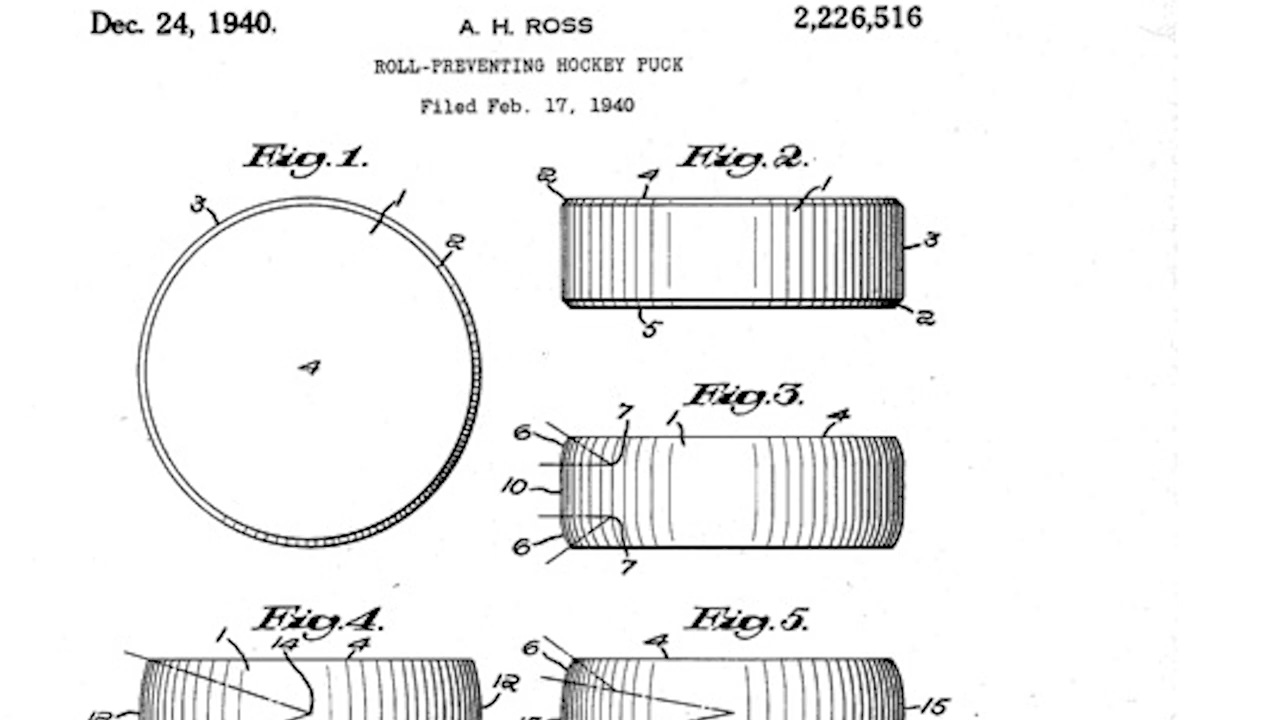 Dec. 24, 1940.
A. H. ROSS
2,226,516
ROLL-PREVENTING HOCKEY PUCK
Filed Feb. 17, 1940
Fig.1.
3
1
2
4
Fig.2.
2
4
1
3
2
5
Fig.3.
6
7
1
4
10
6
7
Fig.4.
1
14
4
12
12
Fig.5.
6
4
15